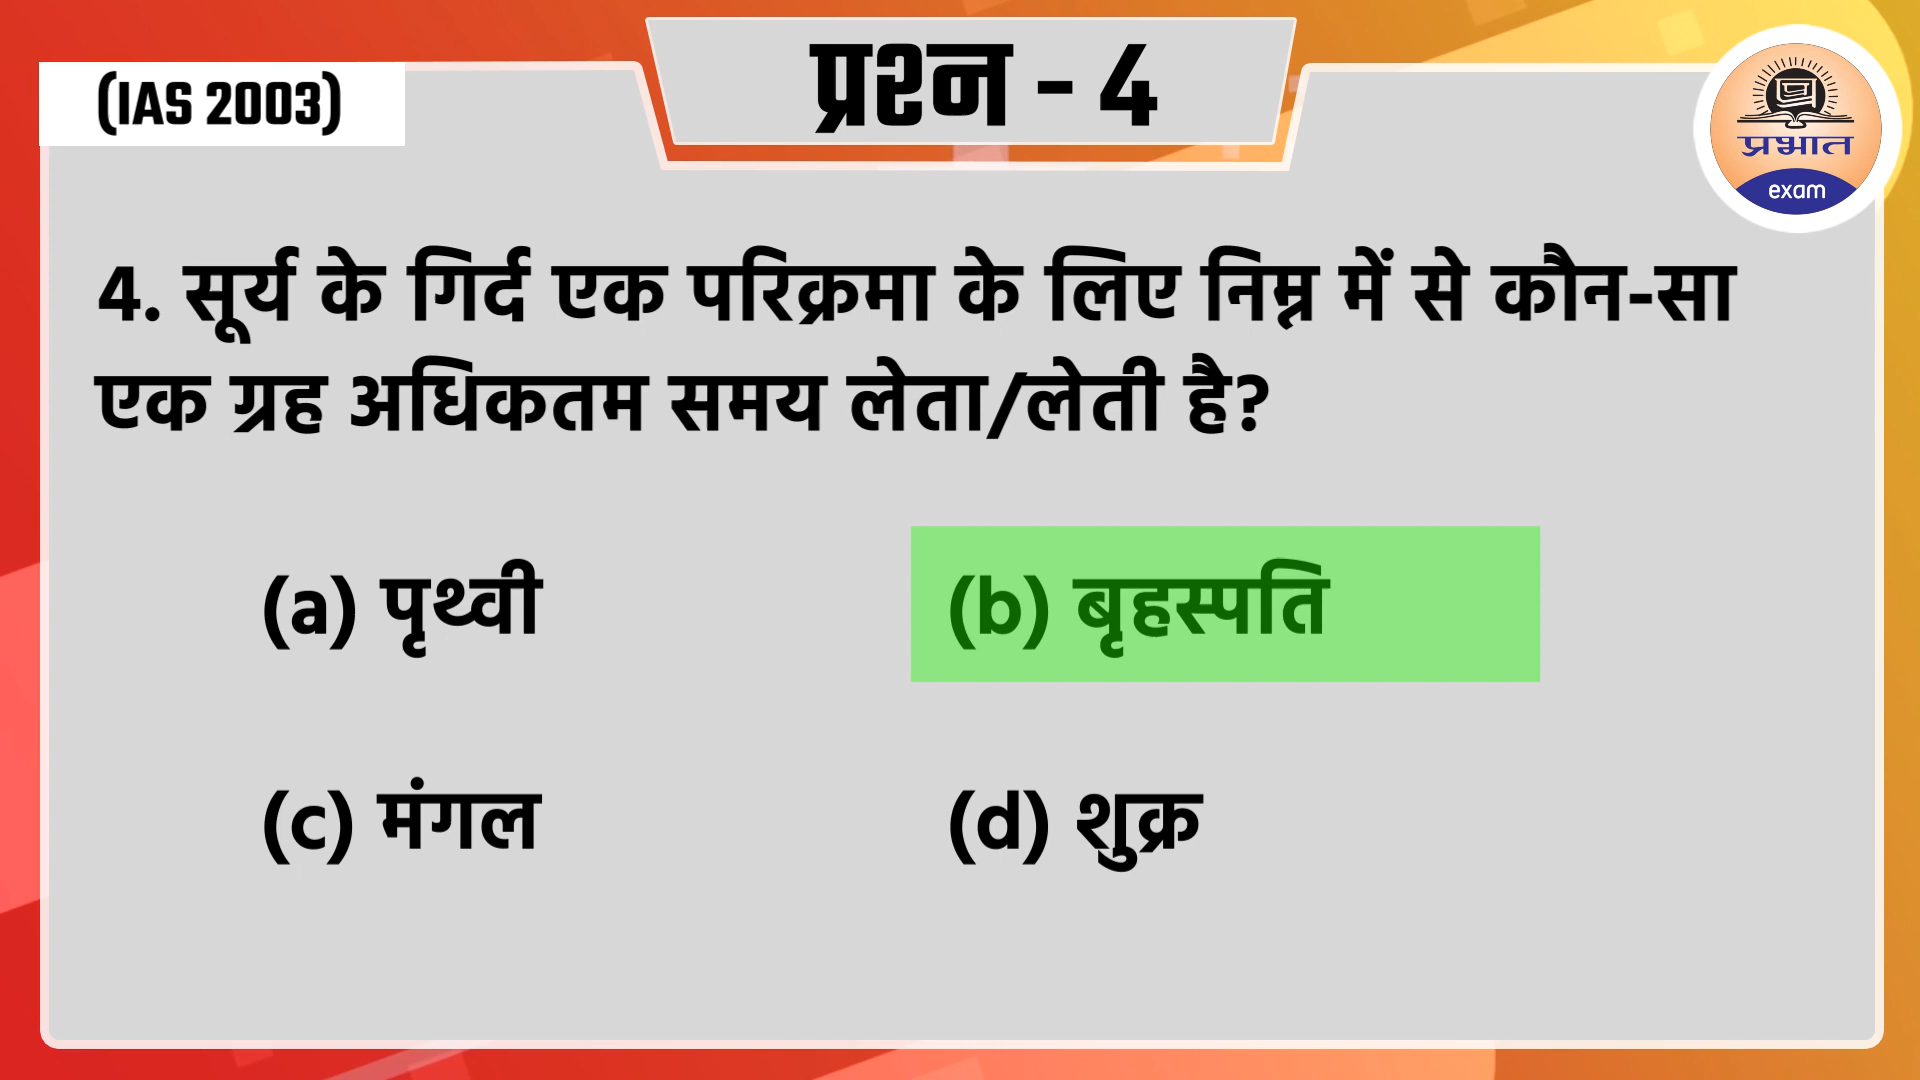 (IAS 2003)
प्रश्न - 4
प्रभात
exam
4. सूर्य के गिर्द एक परिक्रमा के लिए निम्न में से कौन-सा
एक ग्रह अधिकतम समय लेता/लेती है?
(a) पृथ्वी
(b) बृहस्पति
(c) मंगल
(d) शुक्र